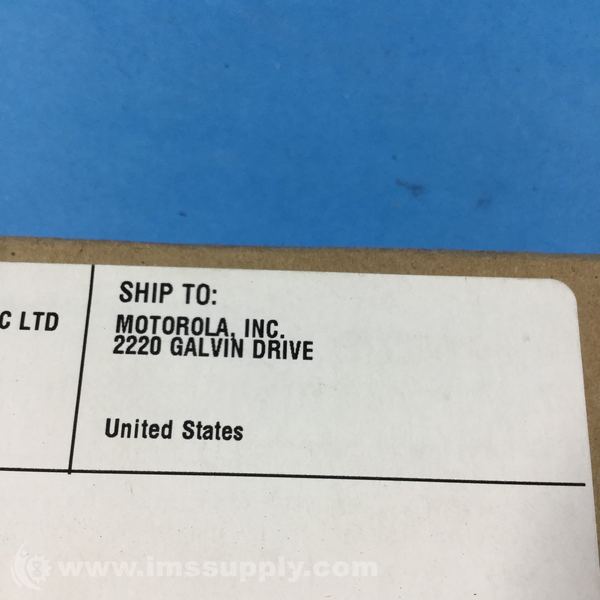 SHIP TO:
C LTD
MOTOROLA, INC.
2220 GALVIN DRIVE
United States
www.imssupply.com